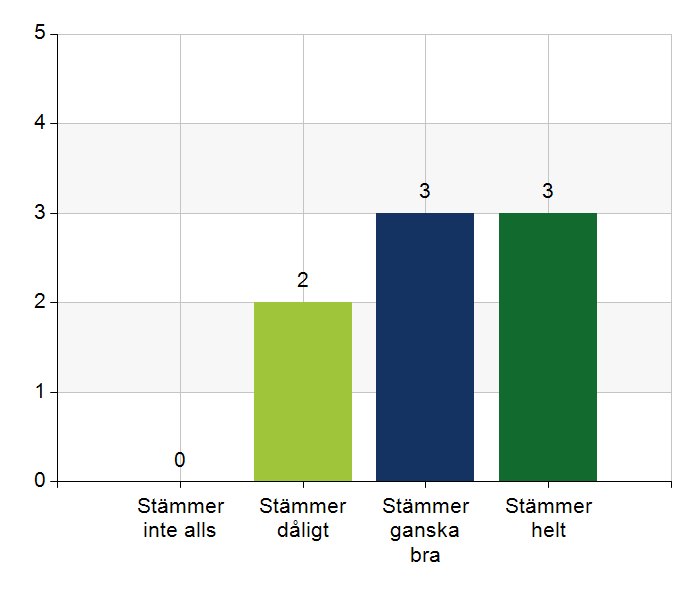 5
4
3
2
1
0
0
2
3
3
Stämmer
inte alls
Stämmer
dåligt
Stämmer
ganska
bra
Stämmer
helt